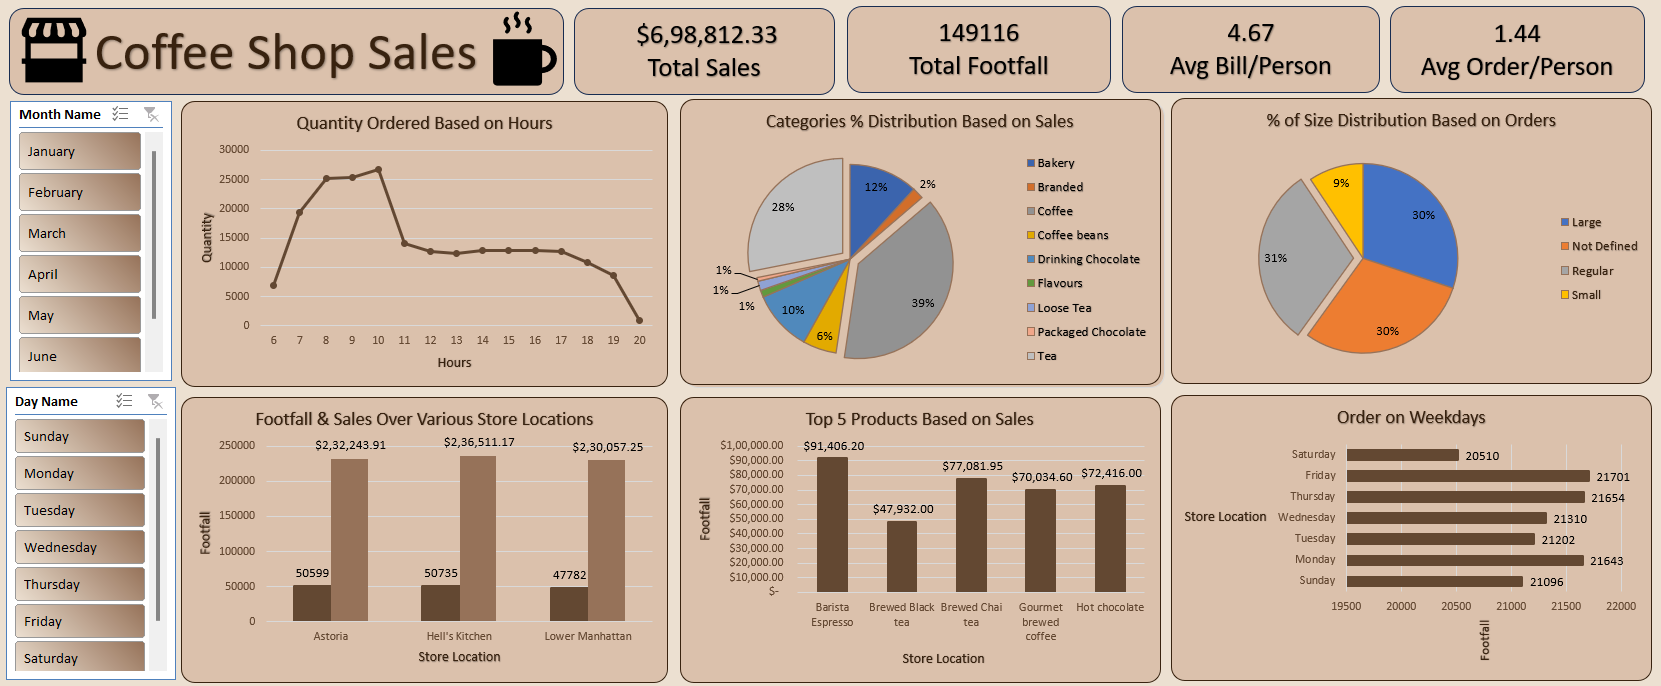 Coffee Shop Sales
$6,98,812.33
Total Sales
149116
Total Footfall
4.67
Avg Bill/Person
1.44
Avg Order/Person
Month Name
January
February
March
April
May
June
Day Name
Sunday
Monday
Tuesday
Wednesday
Thursday
Friday
Saturday
Quantity Ordered Based on Hours
Quantity
30000
25000
20000
15000
10000
5000
0
6 7 8 9 10 11 12 13 14 15 16 17 18 19 20
Hours
Categories % Distribution Based on Sales
12%
2%
39%
6%
10%
1%
1%
1%
28%
Bakery
Branded
Coffee
Coffee beans
Drinking Chocolate
Flavours
Loose Tea
Packaged Chocolate
Tea
% of Size Distribution Based on Orders
30%
30%
31%
9%
Large
Not Defined
Regular
Small
Footfall & Sales Over Various Store Locations
Footfall
250000
200000
150000
100000
50000
0
$2,32,243.91
$2,36,511.17
$2,30,057.25
50599
50735
47782
Astoria
Hell's Kitchen
Lower Manhattan
Store Location
Top 5 Products Based on Sales
Footfall
$1,00,000.00
$90,000.00
$80,000.00
$70,000.00
$60,000.00
$50,000.00
$40,000.00
$30,000.00
$20,000.00
$10,000.00
$-
$91,406.20
$47,932.00
$77,081.95
$70,034.60
$72,416.00
Barista
Espresso
Brewed Black
tea
Brewed Chai
tea
Gourmet
brewed
coffee
Hot chocolate
Store Location
Order on Weekdays
Store Location
Saturday 20510
Friday 21701
Thursday 21654
Wednesday 21310
Tuesday 21202
Monday 21643
Sunday 21096
19500 20000 20500 21000 21500 22000
Footfall